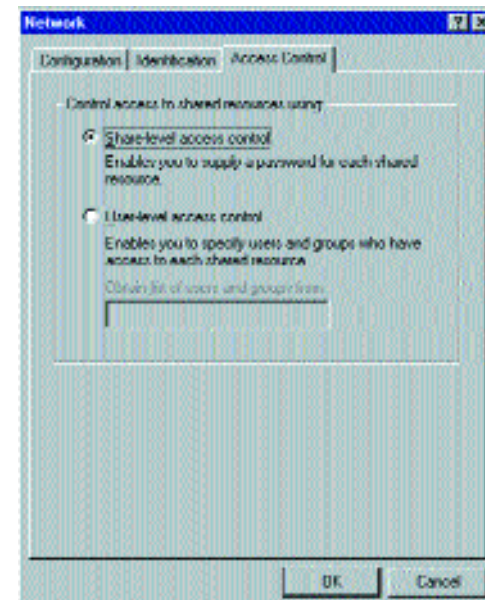 Network
Configuration
Identification
Access Control
Control access to shared resources using:
Share-level access control
Enables you to supply a password for each shared
resource.
User-level access control
Enables you to specify users and groups who have
access to each shared resource
Obtain list of users and groups from:
OK
Cancel